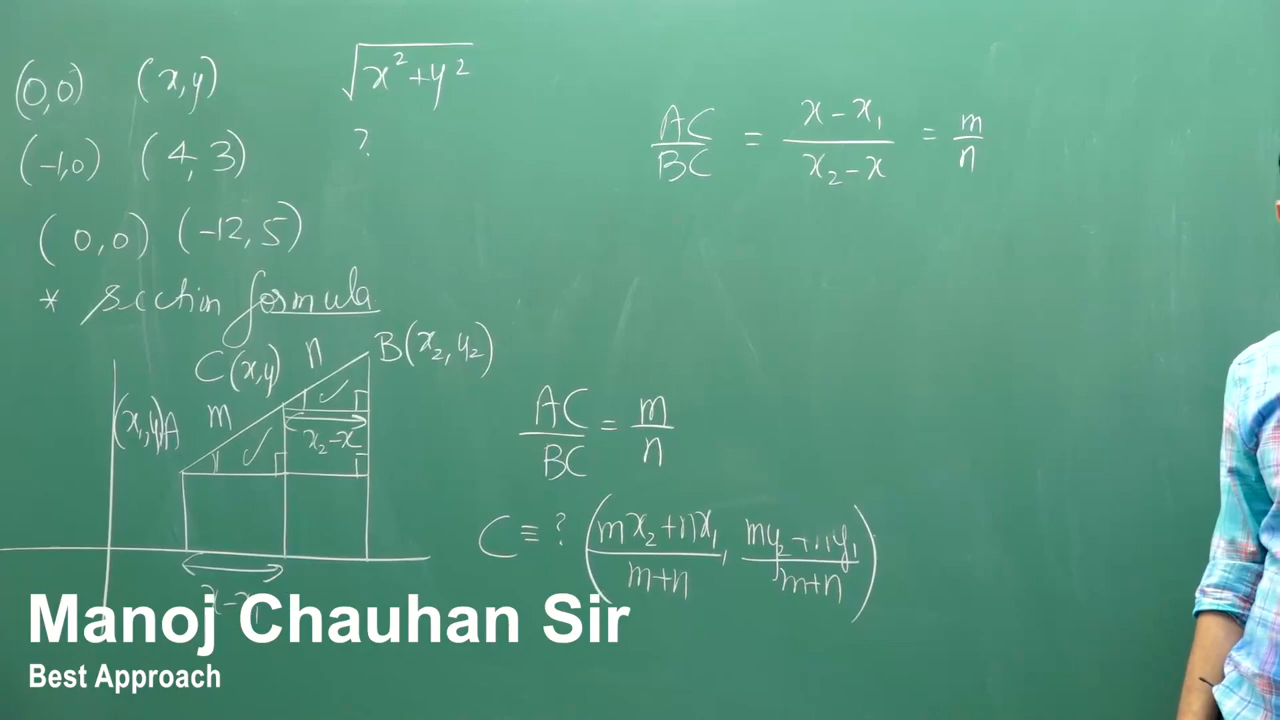 (0,0) (x,y) √(x²+y²)
(-1,0) (4,3) ?
(0,0) (-12,5)
* section formula
C(x,y) n B(x₂,y₂)
(x₁,y)A m
x₂-x
AC/BC = (x-x₁)/(x₂-x) = m/n
AC/BC = m/n
C ≡ ? ((mx₂+nx₁)/(m+n), (my₂+ny₁)/(m+n))
Manoj Chauhan Sir
Best Approach